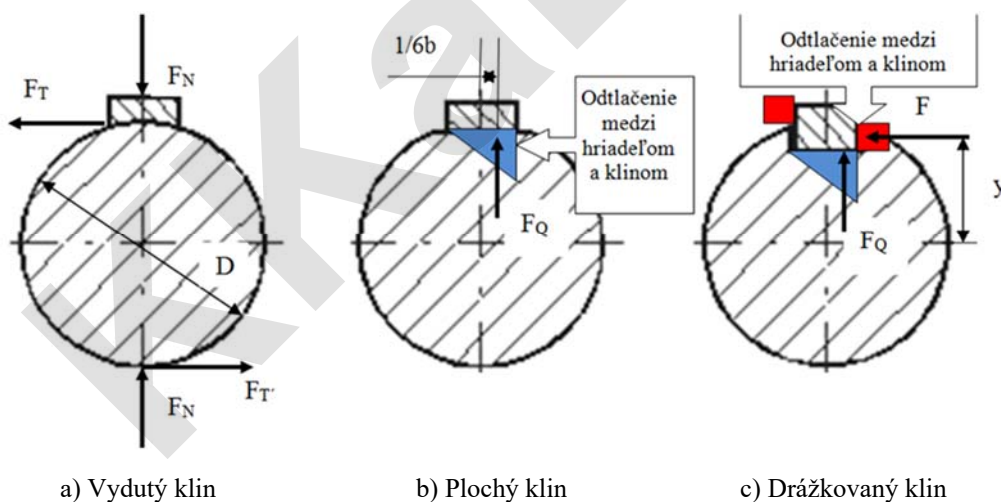 F_T
F_N
D
F_N
F_T'
a) Vydutý klin
1/6b
Odtlačenie
medzi
hriadeľom
a klinom
F_Q
b) Plochý klin
Odtlačenie medzi
hriadeľom a klinom
F
y
F_Q
c) Drážkovaný klin